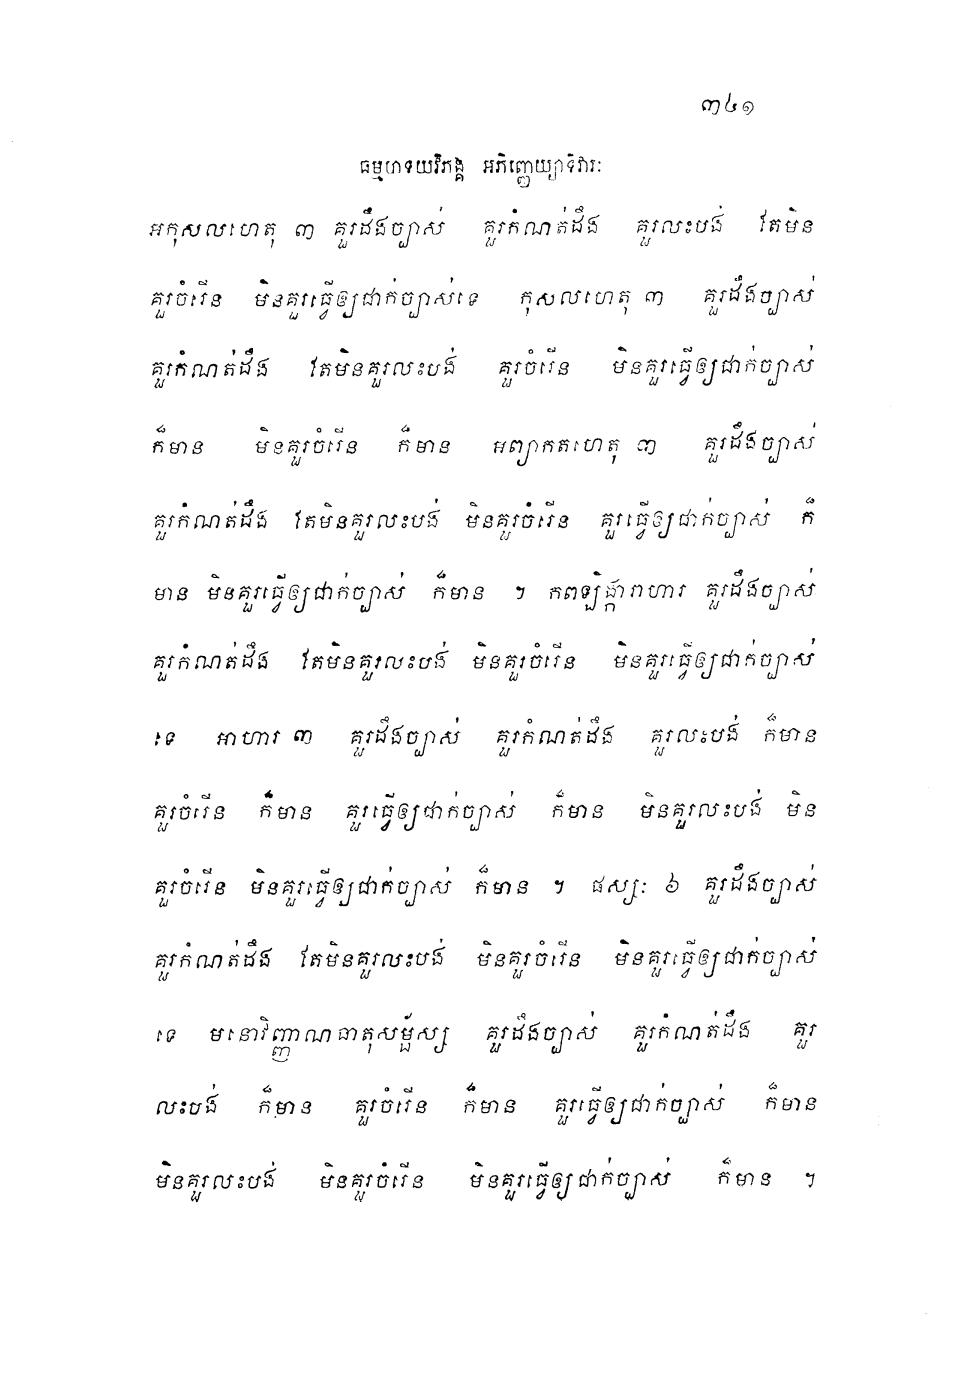 ៣៤១
ធម្មហទយវិភង្គ អភិញ្ញេយ្យាទិវារៈ
អកុសលហេតុ ៣ គួរដឹងច្បាស់ គួរកំណត់ដឹង គួរលះបង់ តែមិន
គួរចំរើន មិនគួរធ្វើឲ្យជាក់ច្បាស់ទេ កុសលហេតុ ៣ គួរដឹងច្បាស់
គួរកំណត់ដឹង តែមិនគួរលះបង់ គួរចំរើន មិនគួរធ្វើឲ្យជាក់ច្បាស់
ក៏មាន មិនគួរចំរើន ក៏មាន អព្យាកតហេតុ ៣ គួរដឹងច្បាស់
គួរកំណត់ដឹង តែមិនគួរលះបង់ មិនគួរចំរើន គួរធ្វើឲ្យជាក់ច្បាស់ ក៏
មាន មិនគួរធ្វើឲ្យជាក់ច្បាស់ ក៏មាន ។ កពឡិង្ការាហារ គួរដឹងច្បាស់
គួរកំណត់ដឹង តែមិនគួរលះបង់ មិនគួរចំរើន មិនគួរធ្វើឲ្យជាក់ច្បាស់
ទេ អាហារ ៣ គួរដឹងច្បាស់ គួរកំណត់ដឹង គួរលះបង់ ក៏មាន
គួរចំរើន ក៏មាន គួរធ្វើឲ្យជាក់ច្បាស់ ក៏មាន មិនគួរលះបង់ មិន
គួរចំរើន មិនគួរធ្វើឲ្យជាក់ច្បាស់ ក៏មាន ។ ផស្សៈ ៦ គួរដឹងច្បាស់
គួរកំណត់ដឹង តែមិនគួរលះបង់ មិនគួរចំរើន មិនគួរធ្វើឲ្យជាក់ច្បាស់
ទេ មនោវិញ្ញាណធាតុសម្ផ័ស្ស គួរដឹងច្បាស់ គួរកំណត់ដឹង គួរ
លះបង់ ក៏មាន គួរចំរើន ក៏មាន គួរធ្វើឲ្យជាក់ច្បាស់ ក៏មាន
មិនគួរលះបង់ មិនគួរចំរើន មិនគួរធ្វើឲ្យជាក់ច្បាស់ ក៏មាន ។